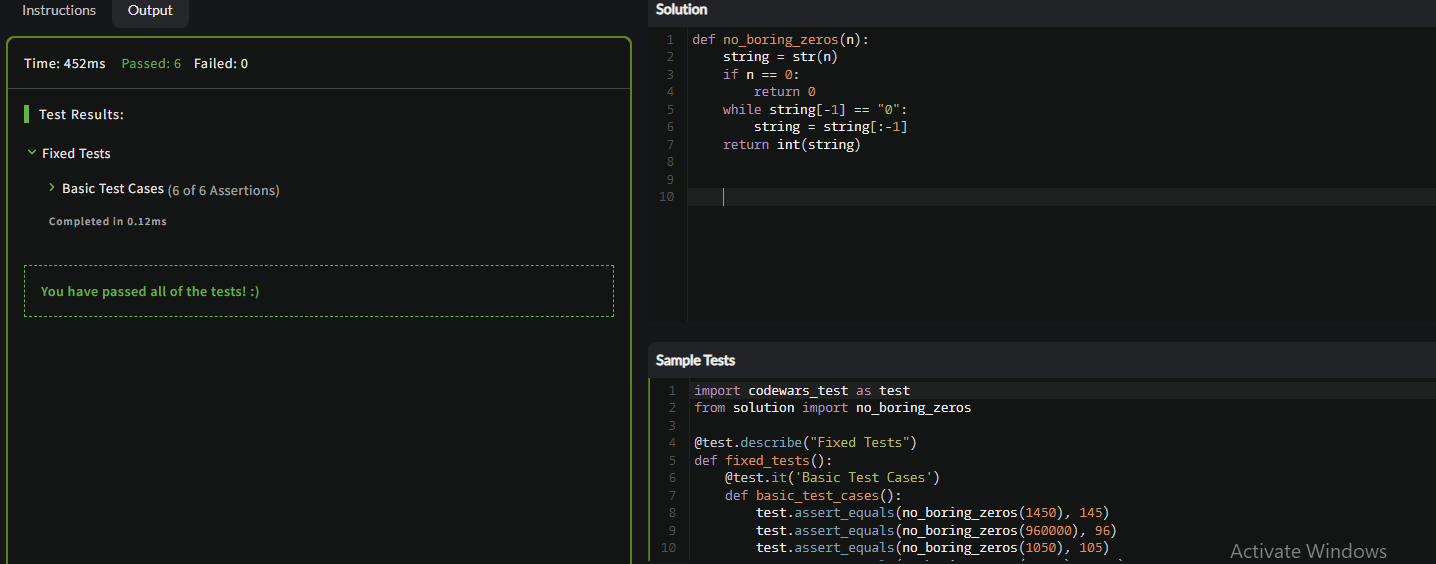 Instructions
Output
Time: 452ms Passed: 6 Failed: 0
Test Results:
Fixed Tests
Basic Test Cases (6 of 6 Assertions)
Completed in 0.12ms
You have passed all of the tests! :)
Solution
1 def no_boring_zeros(n):
2     string = str(n)
3     if n == 0:
4         return 0
5     while string[-1] == "0":
6         string = string[:-1]
7     return int(string)
8
9
10
Sample Tests
1 import codewars_test as test
2 from solution import no_boring_zeros
3
4 @test.describe("Fixed Tests")
5 def fixed_tests():
6     @test.it('Basic Test Cases')
7     def basic_test_cases():
8         test.assert_equals(no_boring_zeros(1450), 145)
9         test.assert_equals(no_boring_zeros(960000), 96)
10         test.assert_equals(no_boring_zeros(1050), 105)
Activate Windows